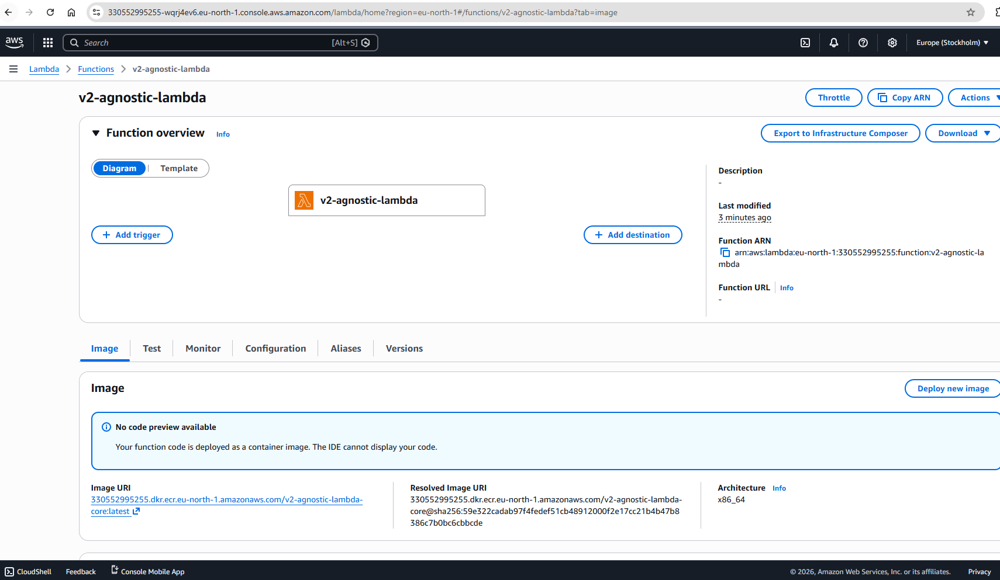 330552995255-wqrj4ev6.eu-north-1.console.aws.amazon.com/lambda/home?region=eu-north-1#/functions/v2-agnostic-lambda?tab=image
aws
Search
[Alt+S]
Europe (Stockholm)
Lambda
Functions
v2-agnostic-lambda
v2-agnostic-lambda
Throttle
Copy ARN
Actions
Function overview
Info
Export to Infrastructure Composer
Download
Diagram
Template
v2-agnostic-lambda
Add trigger
Add destination
Description
-
Last modified
3 minutes ago
Function ARN
arn:aws:lambda:eu-north-1:330552995255:function:v2-agnostic-la
mbda
Function URL
Info
-
Image
Test
Monitor
Configuration
Aliases
Versions
Image
Deploy new image
No code preview available
Your function code is deployed as a container image. The IDE cannot display your code.
Image URI
330552995255.dkr.ecr.eu-north-1.amazonaws.com/v2-agnostic-lambda-
core:latest
Resolved Image URI
330552995255.dkr.ecr.eu-north-1.amazonaws.com/v2-agnostic-lambda-
core@sha256:59e322cadab97f4fedef51cb48912000f2e17cc21b4b47b8
386c7b0bc6cbbcde
Architecture
Info
x86_64
CloudShell
Feedback
Console Mobile App
© 2026, Amazon Web Services, Inc. or its affiliates.
Privacy